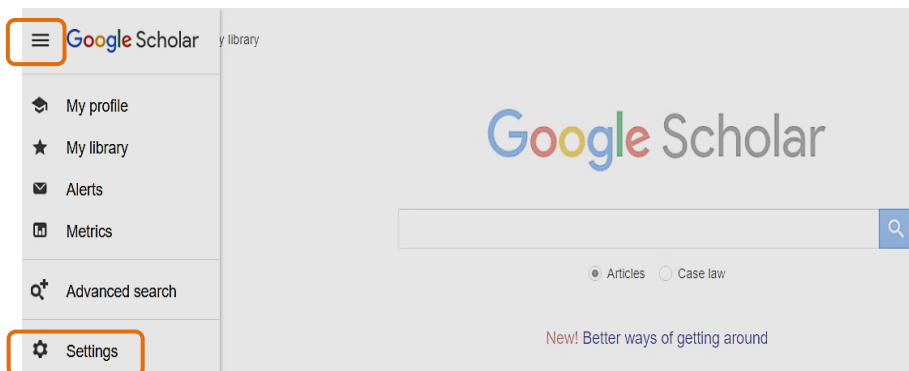 Google Scholar
y library
My profile
My library
Alerts
Metrics
Advanced search
Settings
Google Scholar
Articles Case law
New! Better ways of getting around